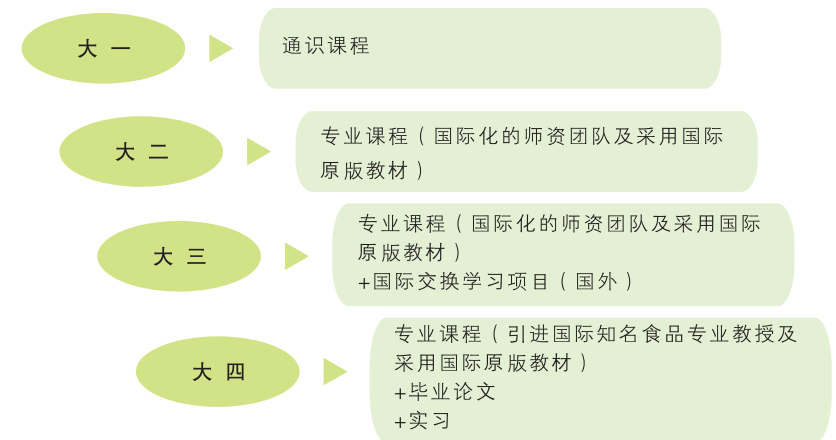 大 一
通识课程
大 二
专业课程（国际化的师资团队及采用国际
原版教材）
大 三
专业课程（国际化的师资团队及采用国际
原版教材）
+国际交换学习项目（国外）
大 四
专业课程（引进国际知名食品专业教授及
采用国际原版教材）
+毕业论文
+实习